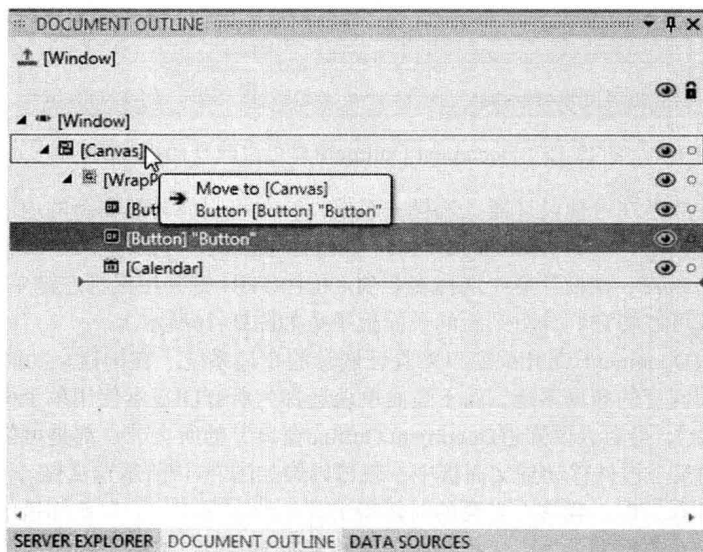 DOCUMENT OUTLINE
[Window]
[Window]
[Canvas]
[WrapP
Move to [Canvas]
[But
Button [Button] "Button"
[Button] "Button"
[Calendar]
SERVER EXPLORER DOCUMENT OUTLINE DATA SOURCES